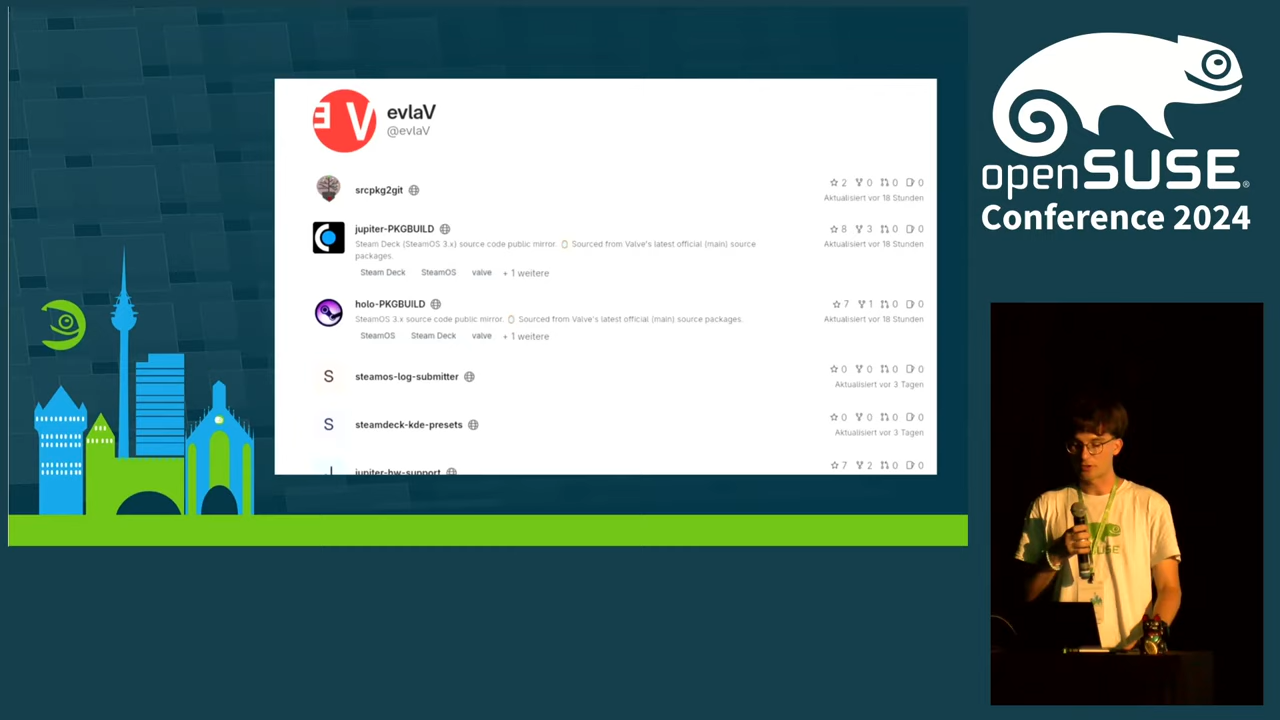 evlaV
@evlaV
srcpkg2git
2 0 0 0
Aktualisiert vor 18 Stunden
jupiter-PKGBUILD
8 3 0 0
Steam Deck (SteamOS 3.x) source code public mirror. Sourced from Valve's latest official (main) source
packages.
Aktualisiert vor 18 Stunden
Steam Deck SteamOS valve + 1 weitere
holo-PKGBUILD
7 1 0 0
SteamOS 3.x source code public mirror. Sourced from Valve's latest official (main) source packages.
Aktualisiert vor 18 Stunden
SteamOS Steam Deck valve + 1 weitere
S steamos-log-submitter
0 0 0 0
Aktualisiert vor 3 Tagen
S steamdeck-kde-presets
0 0 0 0
Aktualisiert vor 3 Tagen
J jupiter-hw-support
7 2 0 0
openSUSE®
Conference 2024